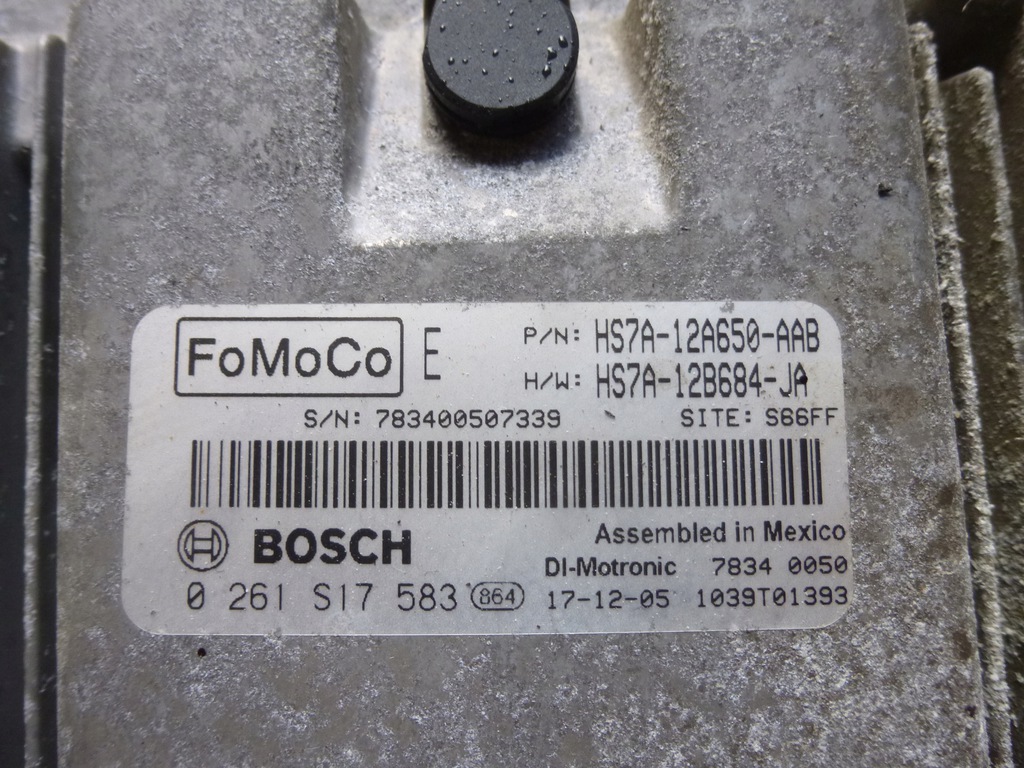 FoMoCo E P/N: HS7A-12A650-AAB
H/W: HS7A-12B684-JA
S/N: 783400507339 SITE: S66FF
BOSCH Assembled in Mexico
DI-Motronic 7834 0050
0 261 S17 583 864 17-12-05 1039T01393